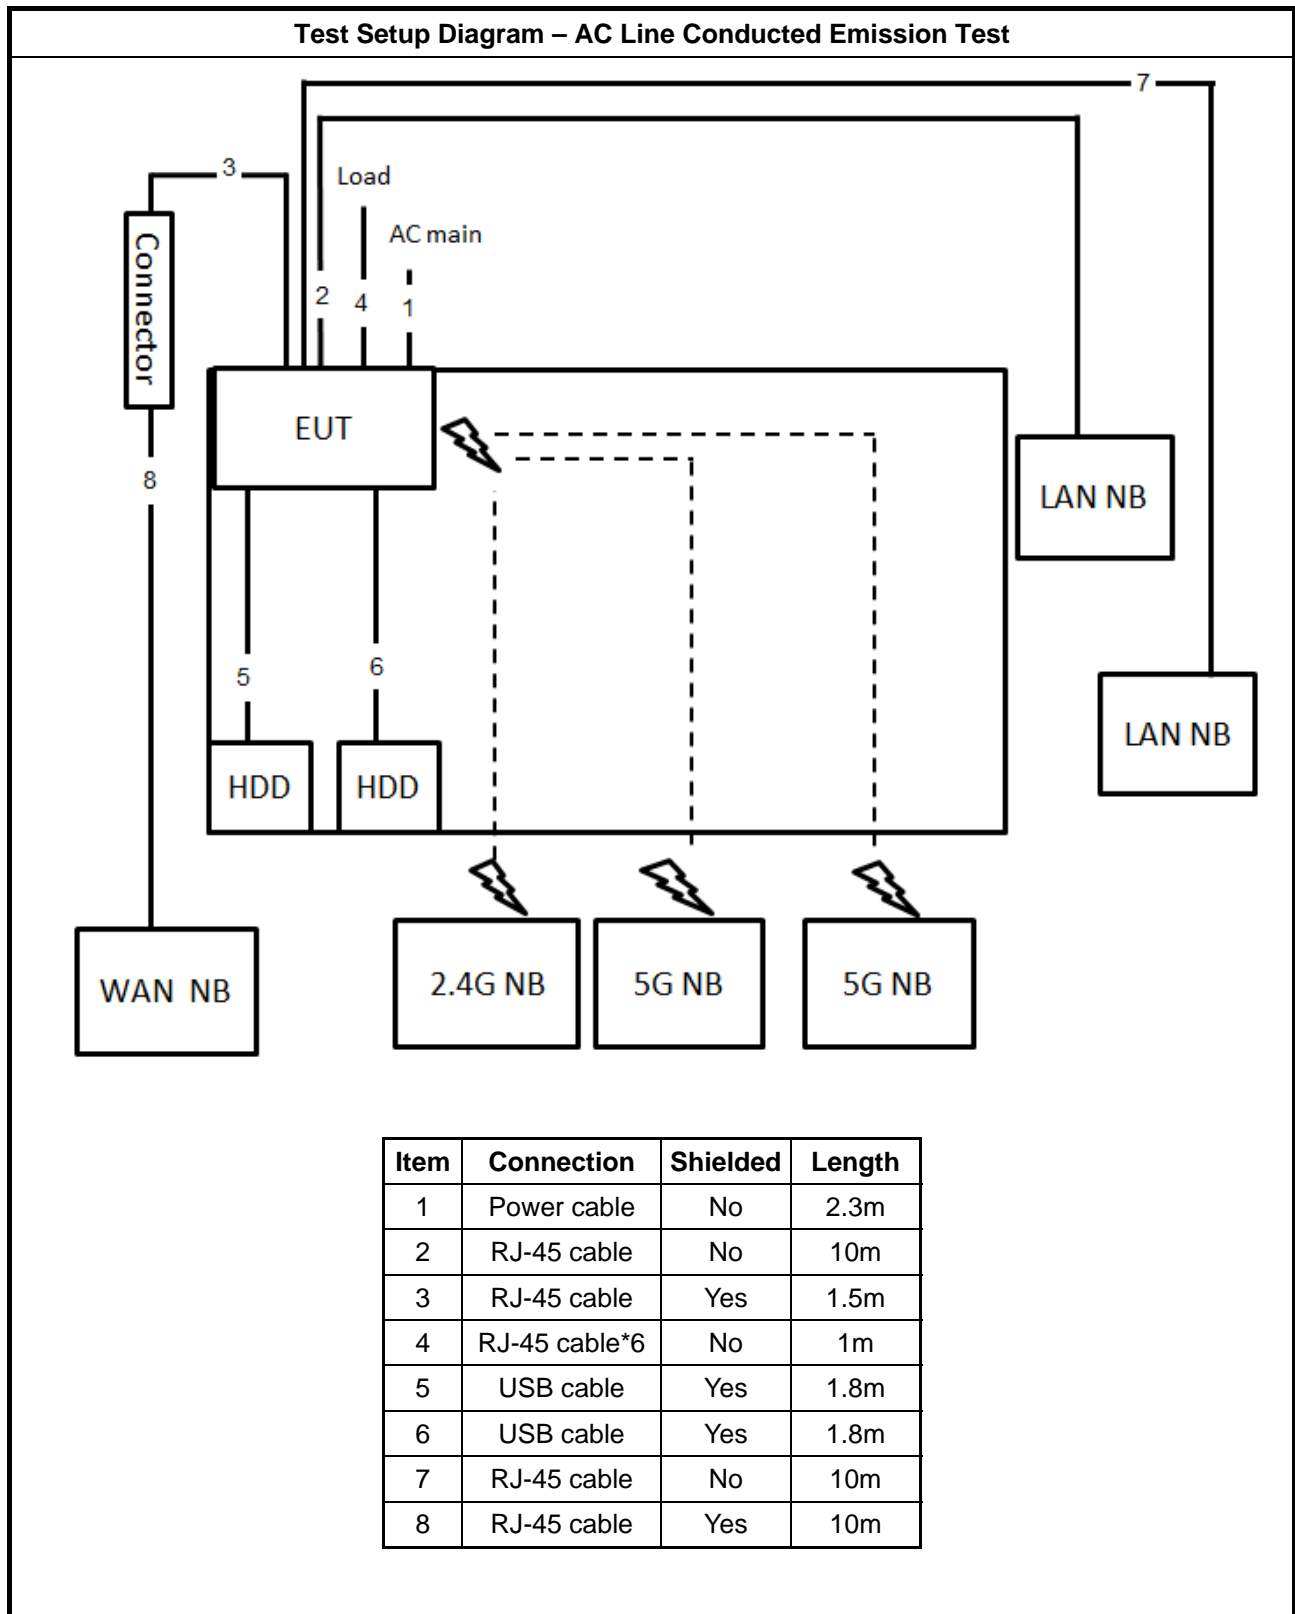 Test Setup Diagram – AC Line Conducted Emission Test
7
3
Load
AC main
Connector
2
4
1
EUT
8
LAN NB
5
6
LAN NB
HDD
HDD
WAN NB
2.4G NB
5G NB
5G NB
Item Connection Shielded Length
1 Power cable No 2.3m
2 RJ-45 cable No 10m
3 RJ-45 cable Yes 1.5m
4 RJ-45 cable*6 No 1m
5 USB cable Yes 1.8m
6 USB cable Yes 1.8m
7 RJ-45 cable No 10m
8 RJ-45 cable Yes 10m